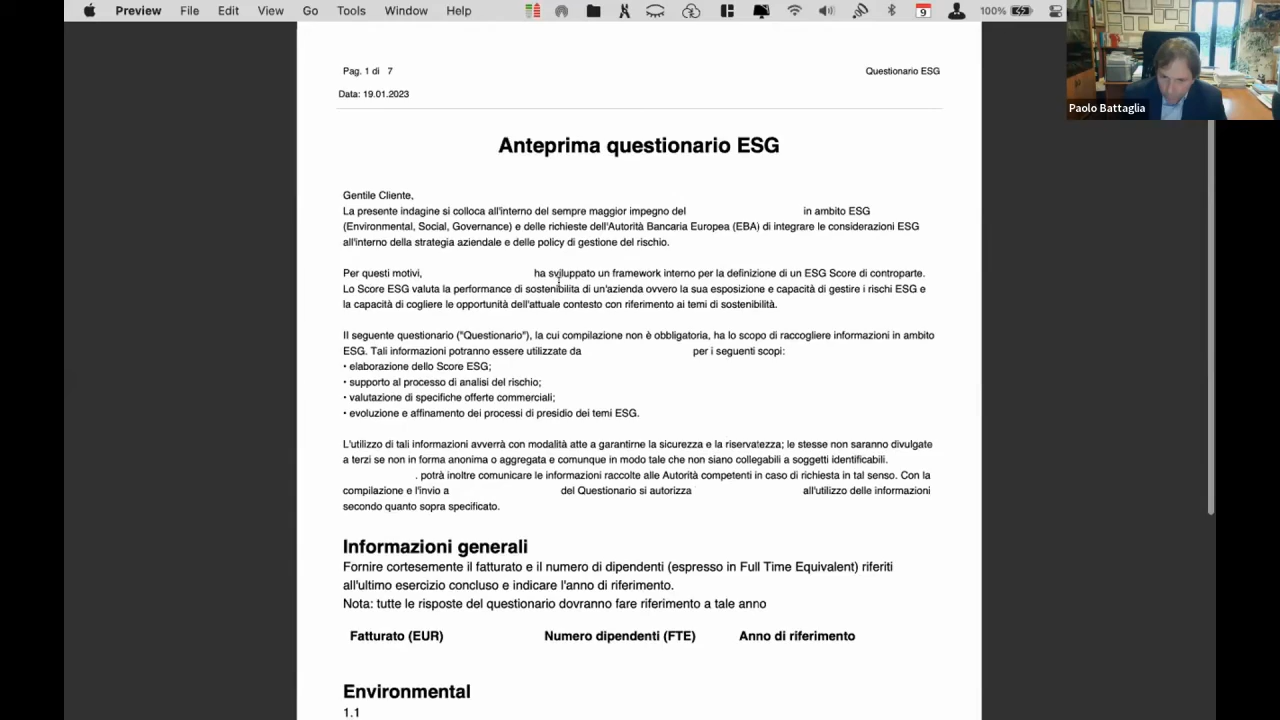 Preview File Edit View Go Tools Window Help 9 100%
Paolo Battaglia
Pag. 1 di 7 Questionario ESG
Data: 19.01.2023
Anteprima questionario ESG
Gentile Cliente,
La presente indagine si colloca all'interno del sempre maggior impegno del in ambito ESG
(Environmental, Social, Governance) e delle richieste dell'Autorità Bancaria Europea (EBA) di integrare le considerazioni ESG
all'interno della strategia aziendale e delle policy di gestione del rischio.
Per questi motivi, ha sviluppato un framework interno per la definizione di un ESG Score di controparte.
Lo Score ESG valuta la performance di sostenibilita di un'azienda ovvero la sua esposizione e capacità di gestire i rischi ESG e
la capacità di cogliere le opportunità dell'attuale contesto con riferimento ai temi di sostenibilità.
Il seguente questionario ("Questionario"), la cui compilazione non è obbligatoria, ha lo scopo di raccogliere informazioni in ambito
ESG. Tali informazioni potranno essere utilizzate da per i seguenti scopi:
• elaborazione dello Score ESG;
• supporto al processo di analisi del rischio;
• valutazione di specifiche offerte commerciali;
• evoluzione e affinamento dei processi di presidio dei temi ESG.
L'utilizzo di tali informazioni avverrà con modalità atte a garantirne la sicurezza e la riservatezza; le stesse non saranno divulgate
a terzi se non in forma anonima o aggregata e comunque in modo tale che non siano collegabili a soggetti identificabili.
. potrà inoltre comunicare le informazioni raccolte alle Autorità competenti in caso di richiesta in tal senso. Con la
compilazione e l'invio a del Questionario si autorizza all'utilizzo delle informazioni
secondo quanto sopra specificato.
Informazioni generali
Fornire cortesemente il fatturato e il numero di dipendenti (espresso in Full Time Equivalent) riferiti
all'ultimo esercizio concluso e indicare l'anno di riferimento.
Nota: tutte le risposte del questionario dovranno fare riferimento a tale anno
Fatturato (EUR) Numero dipendenti (FTE) Anno di riferimento
Environmental
1.1